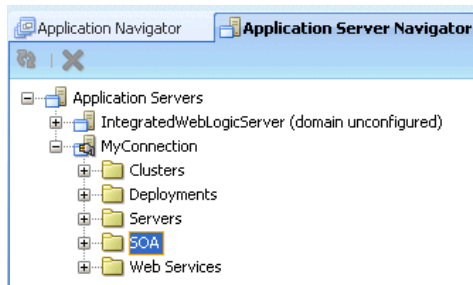 Application Navigator Application Server Navigator
Application Servers
IntegratedWebLogicServer (domain unconfigured)
MyConnection
Clusters
Deployments
Servers
SOA
Web Services